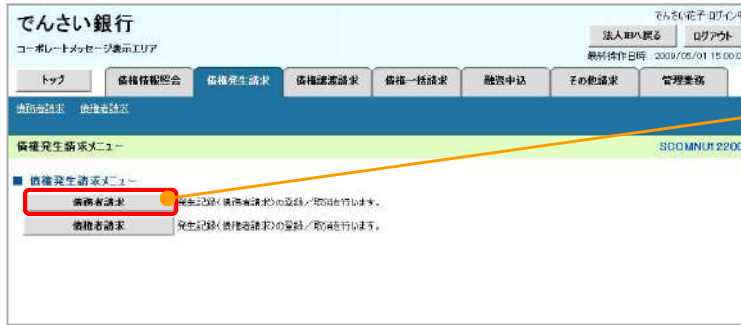 でんさい花子 ログイン中
でんさい銀行
法人IBへ戻る ログアウト
コーポレートメッセージ表示エリア
最終操作日時 2009/05/01 15:00:0
トップ 債権情報照会 債権発生請求 債権譲渡請求 債権一括請求 融資申込 その他請求 管理業務
債務者請求 債権者請求
債権発生請求メニュー SCCMNU12200
■ 債権発生請求メニュー
債務者請求 発生記録(債務者請求)の登録/取消を行います。
債権者請求 発生記録(債権者請求)の登録/取消を行います。